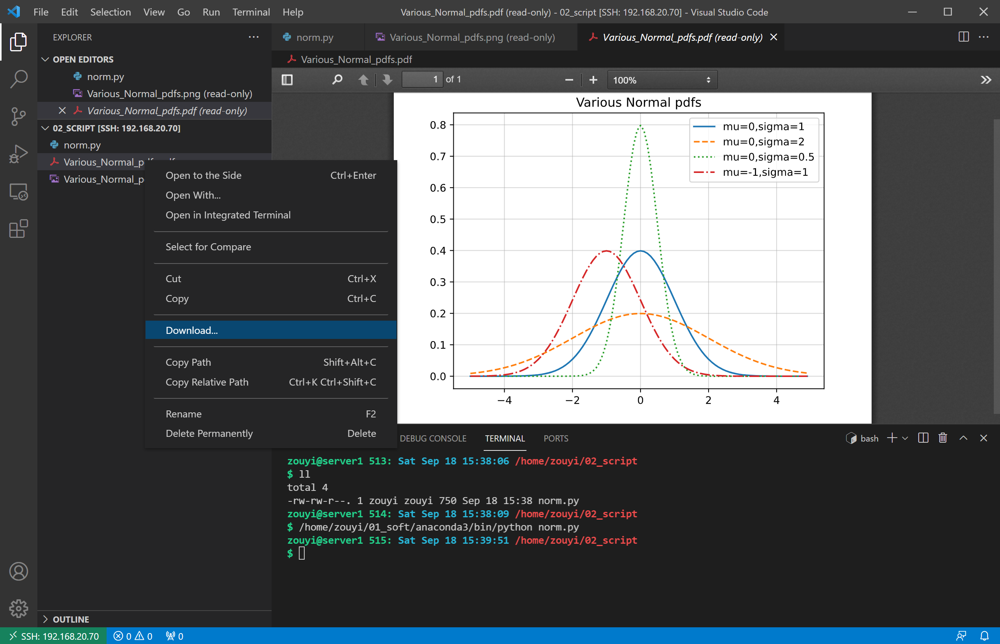 File Edit Selection View Go Run Terminal Help
Various_Normal_pdfs.pdf (read-only) - 02_script [SSH: 192.168.20.70] - Visual Studio Code
EXPLORER
OPEN EDITORS
norm.py
Various_Normal_pdfs.png (read-only)
Various_Normal_pdfs.pdf (read-only)
02_SCRIPT [SSH: 192.168.20.70]
norm.py
Various_Normal_p
Various_Normal_p
Open to the Side Ctrl+Enter
Open With...
Open in Integrated Terminal
Select for Compare
Cut Ctrl+X
Copy Ctrl+C
Download...
Copy Path Shift+Alt+C
Copy Relative Path Ctrl+K Ctrl+Shift+C
Rename F2
Delete Permanently Delete
OUTLINE
norm.py
Various_Normal_pdfs.png (read-only)
Various_Normal_pdfs.pdf (read-only)
Various_Normal_pdfs.pdf
1 of 1
100%
Various Normal pdfs
mu=0,sigma=1
mu=0,sigma=2
mu=0,sigma=0.5
mu=-1,sigma=1
0.8
0.7
0.6
0.5
0.4
0.3
0.2
0.1
0.0
−4 −2 0 2 4
DEBUG CONSOLE TERMINAL PORTS
bash
zouyi@server1 513: Sat Sep 18 15:38:06 /home/zouyi/02_script
$ ll
total 4
-rw-rw-r--. 1 zouyi zouyi 750 Sep 18 15:38 norm.py
zouyi@server1 514: Sat Sep 18 15:38:09 /home/zouyi/02_script
$ /home/zouyi/01_soft/anaconda3/bin/python norm.py
zouyi@server1 515: Sat Sep 18 15:39:51 /home/zouyi/02_script
$
SSH: 192.168.20.70 0 0 0